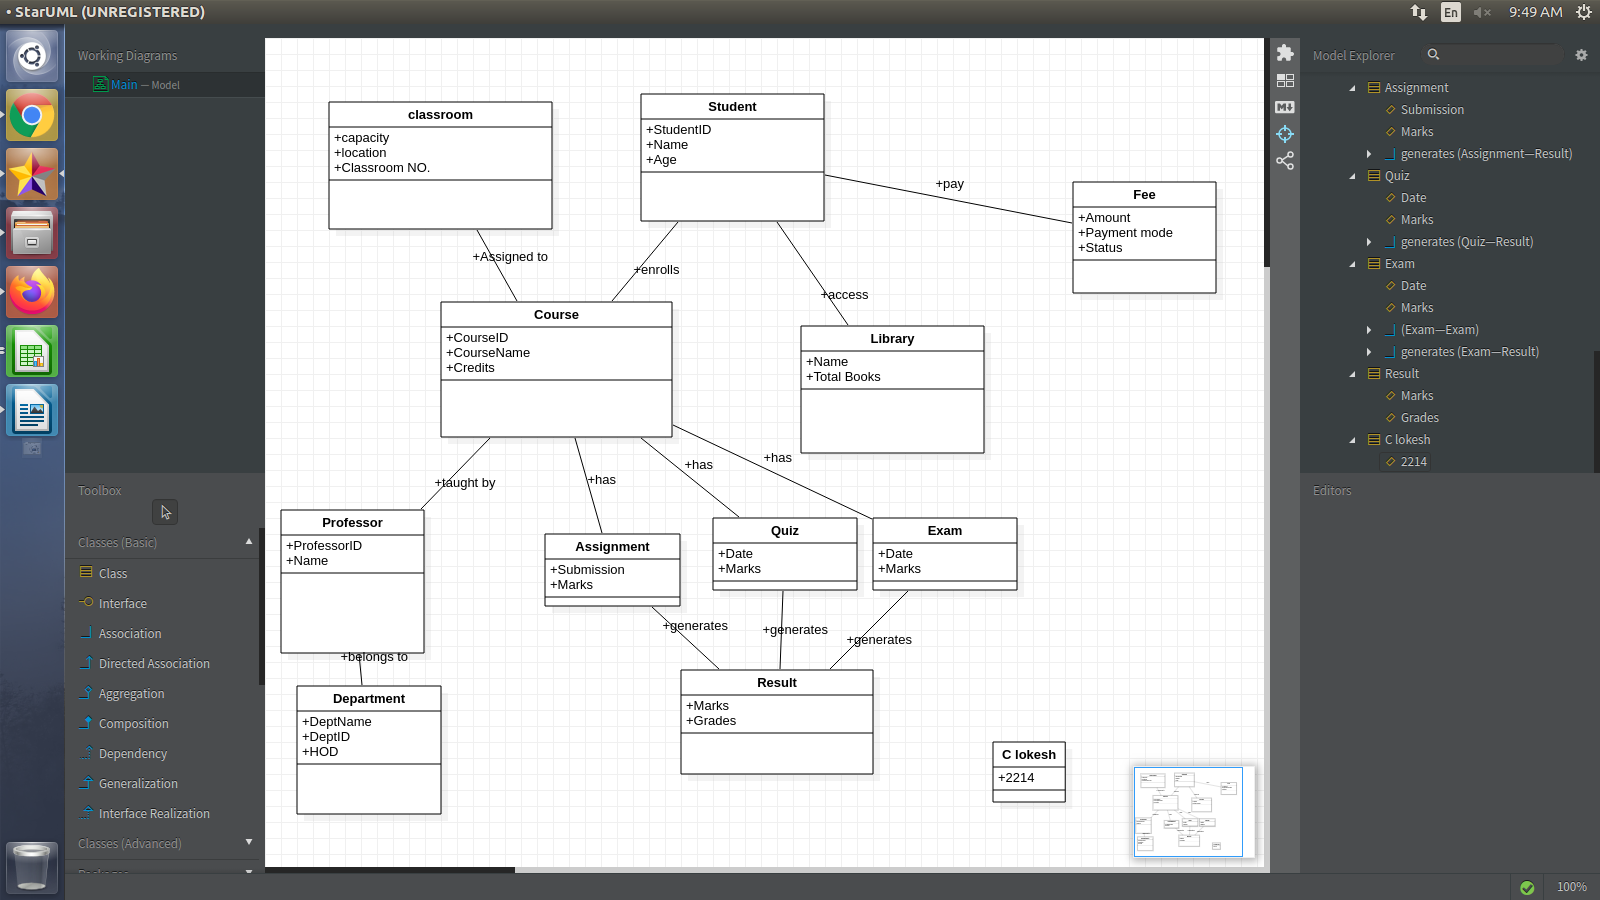 • StarUML (UNREGISTERED)
En
9:49 AM
Working Diagrams
Main — Model
Toolbox
Classes (Basic)
Class
Interface
Association
Directed Association
Aggregation
Composition
Dependency
Generalization
Interface Realization
Classes (Advanced)
classroom
+capacity
+location
+Classroom NO.
Student
+StudentID
+Name
+Age
+pay
Fee
+Amount
+Payment mode
+Status
+Assigned to
+enrolls
+access
Course
+CourseID
+CourseName
+Credits
Library
+Name
+Total Books
+taught by
+has
+has
+has
Professor
+ProfessorID
+Name
Assignment
+Submission
+Marks
Quiz
+Date
+Marks
Exam
+Date
+Marks
+belongs to
+generates
+generates
+generates
Department
+DeptName
+DeptID
+HOD
Result
+Marks
+Grades
C lokesh
+2214
M
Model Explorer
Assignment
Submission
Marks
generates (Assignment—Result)
Quiz
Date
Marks
generates (Quiz—Result)
Exam
Date
Marks
(Exam—Exam)
generates (Exam—Result)
Result
Marks
Grades
C lokesh
2214
Editors
100%